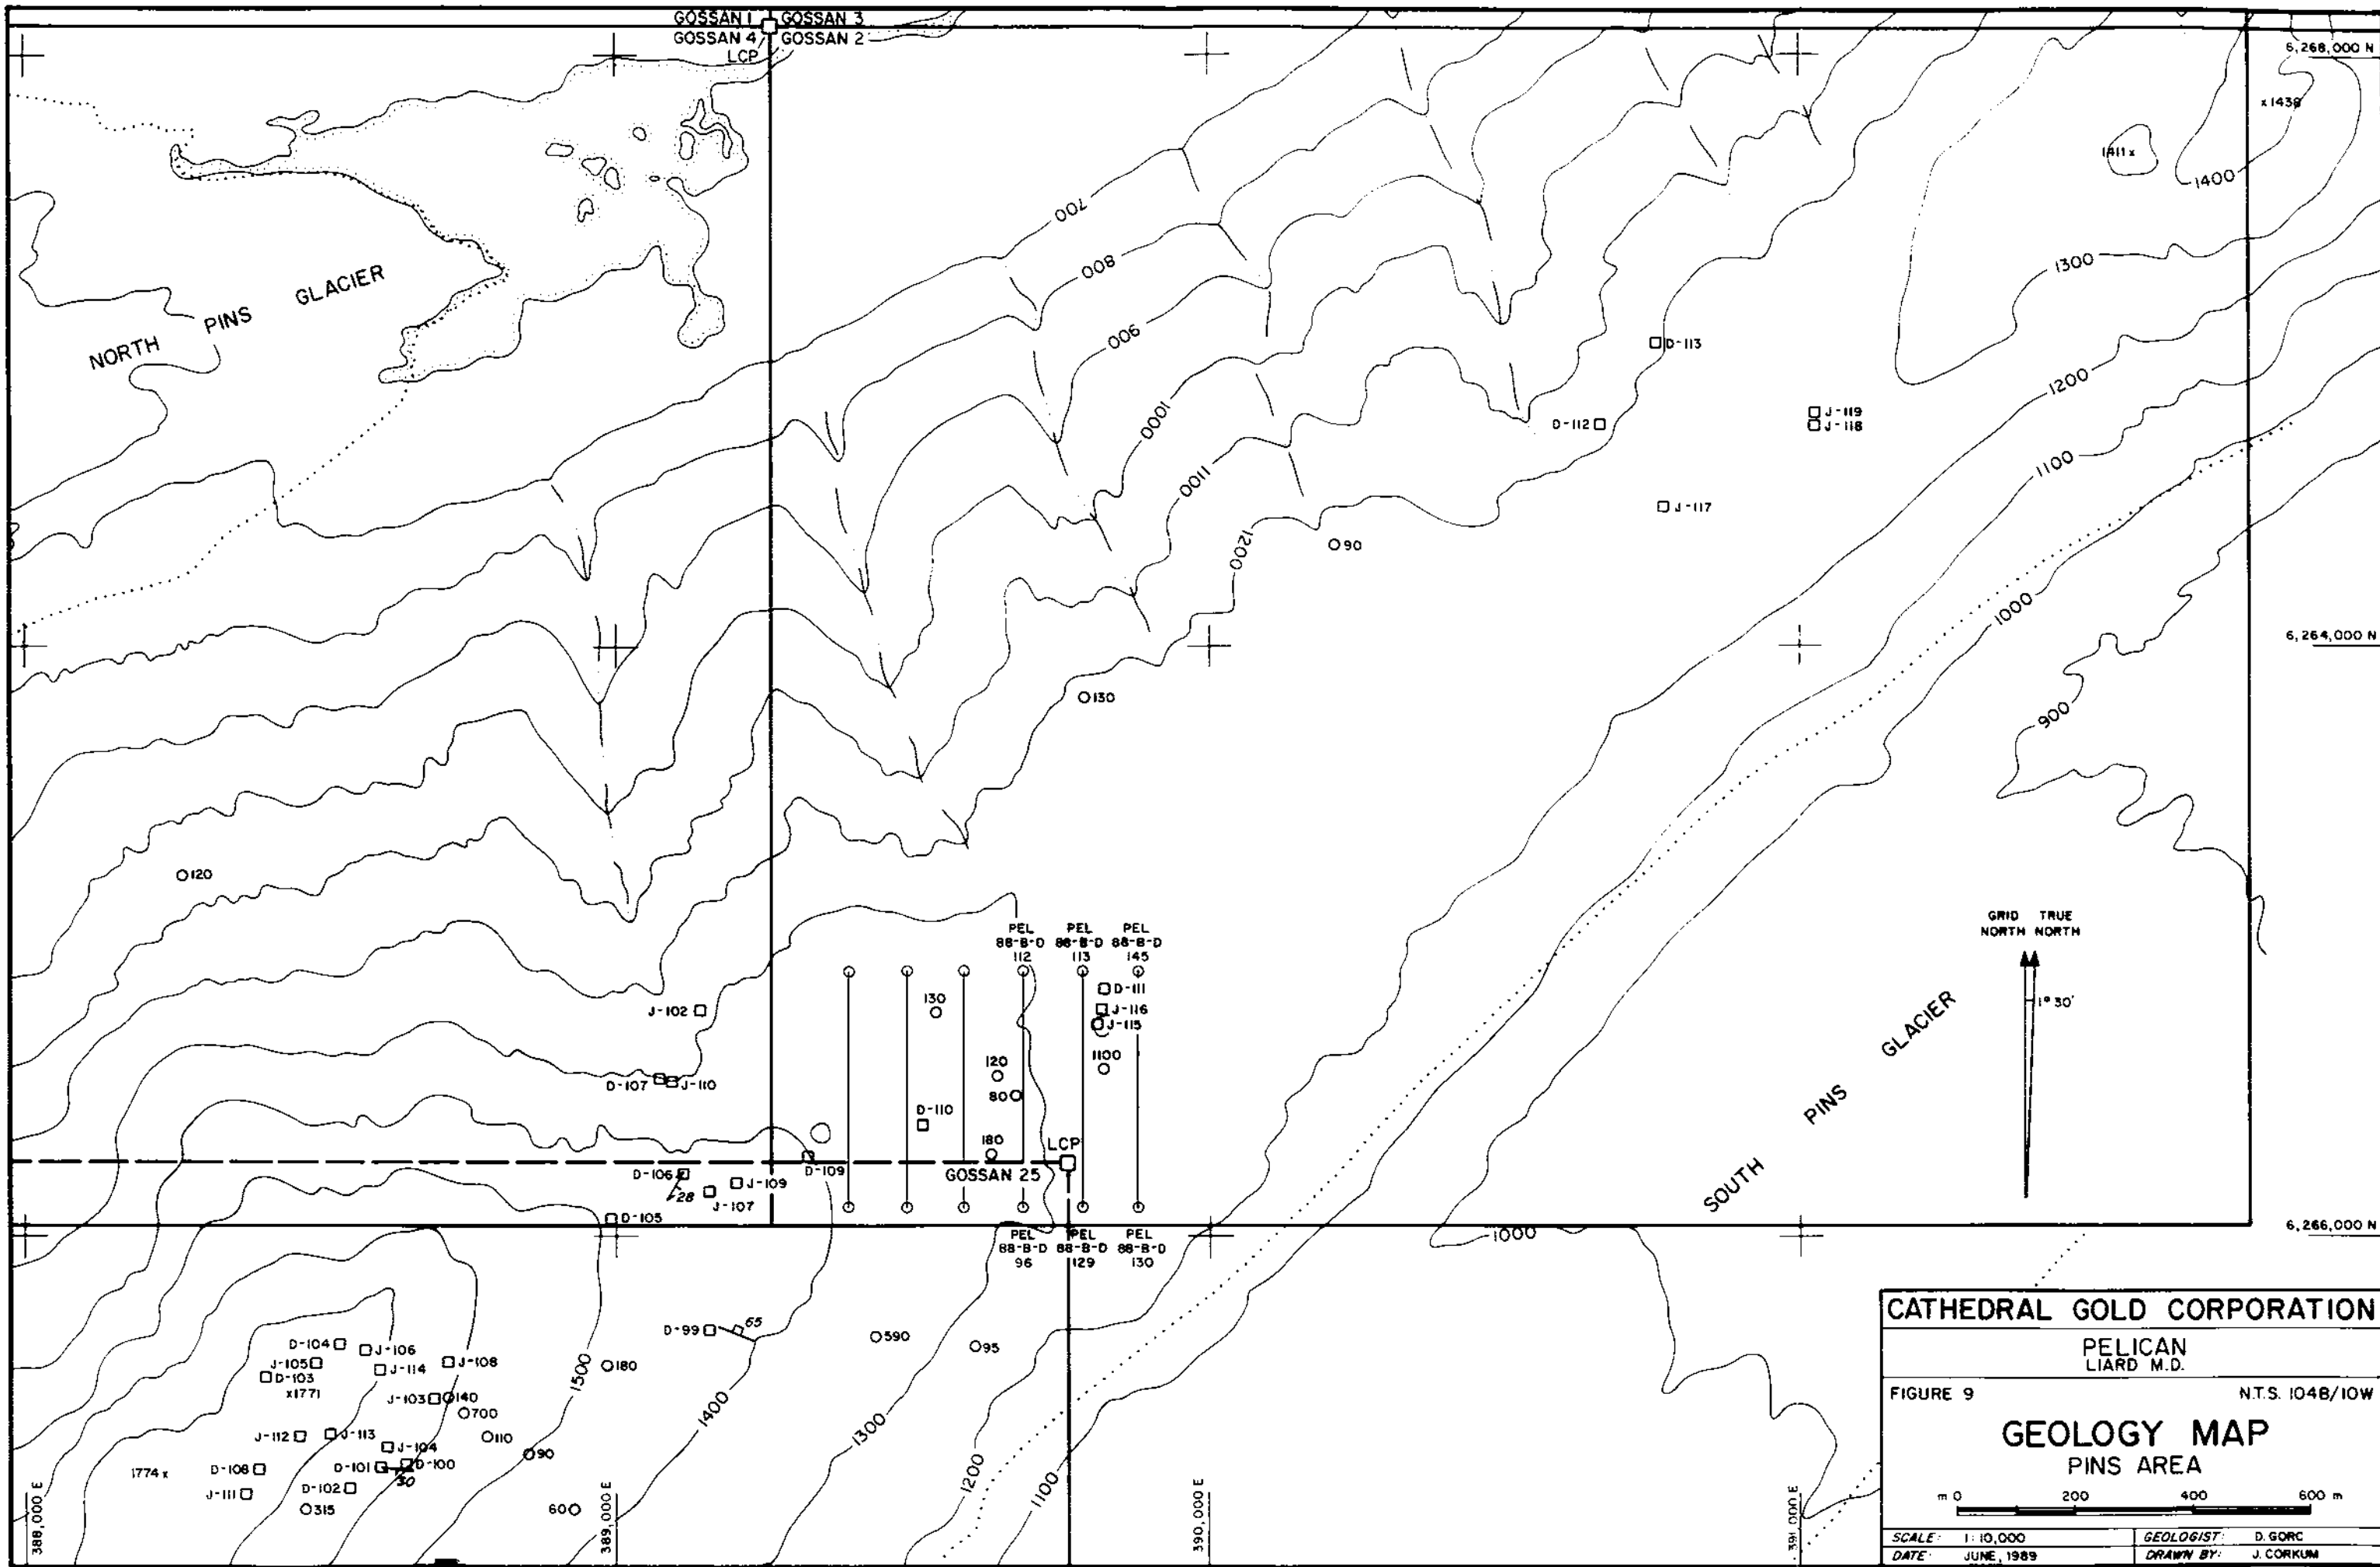 GOSSAN 1 GOSSAN 3
GOSSAN 4 GOSSAN 2
LCP
6,268,000 N
x 1438
1411 x
1400
1300
1200
1100
1000
900
700
800
900
1000
1100
1200
NORTH PINS GLACIER
D-113
J-119
D-112
J-118
J-117
90
6,264,000 N
130
120
GRID TRUE
NORTH NORTH
1° 30'
PEL PEL PEL
88-B-D 88-B-D 88-B-D
112 113 145
D-111
130
J-116
J-102
J-115
120
1100
D-107
J-110
80
D-110
180
LCP
D-109
D-106
GOSSAN 25
J-109
28
J-107
D-105
SOUTH PINS GLACIER
6,266,000 N
1000
PEL PEL PEL
88-B-D 88-B-D 88-B-D
96 129 130
D-99
65
590
95
D-104
J-106
J-105
J-114
J-108
D-103
x1771
180
J-103
140
700
J-112
J-113
110
J-104
90
1774 x
D-108
D-101
D-100
30
J-111
D-102
315
60
1500
1400
1300
1200
1100
388,000 E
389,000 E
390,000 E
391,000 E
CATHEDRAL GOLD CORPORATION
PELICAN
LIARD M.D.
FIGURE 9 N.T.S. 104B/10W
GEOLOGY MAP
PINS AREA
m 0 200 400 600 m
SCALE: 1:10,000 GEOLOGIST: D. GORC
DATE: JUNE, 1989 DRAWN BY: J. CORKUM